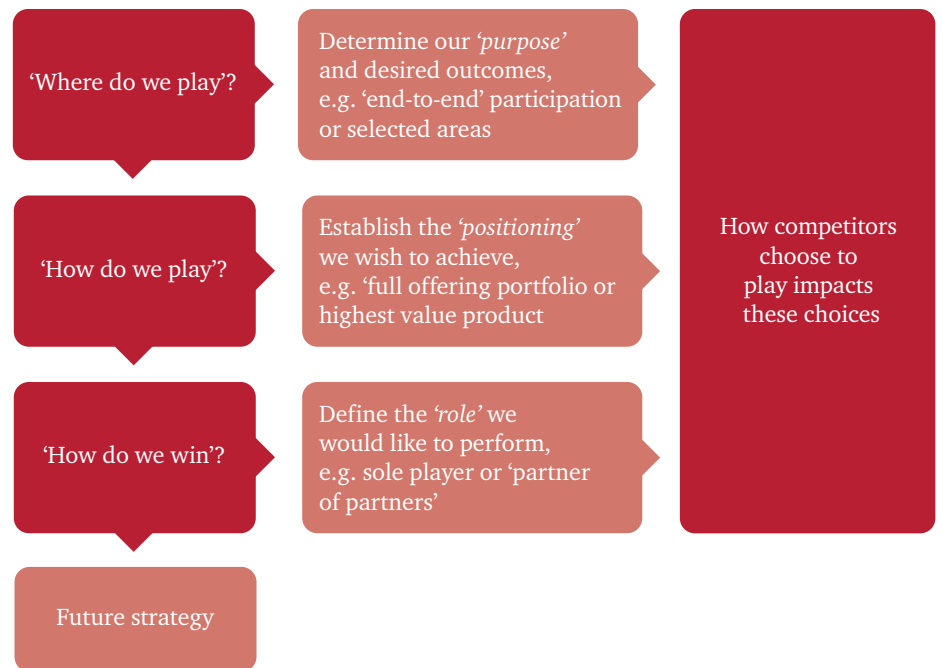 ‘Where do we play’?
Determine our ‘purpose’
and desired outcomes,
e.g. ‘end-to-end’ participation
or selected areas
‘How do we play’?
Establish the ‘positioning’
we wish to achieve,
e.g. ‘full offering portfolio or
highest value product
‘How do we win’?
Define the ‘role’ we
would like to perform,
e.g. sole player or ‘partner
of partners’
How competitors
choose to
play impacts
these choices
Future strategy